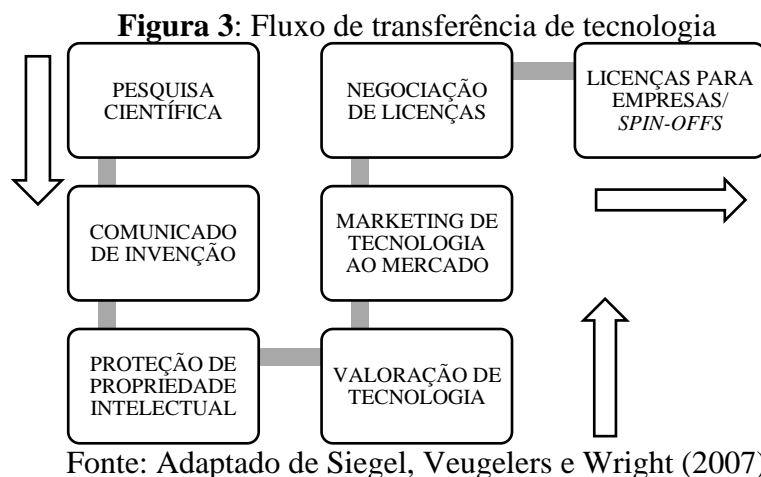 Figura 3: Fluxo de transferência de tecnologia
PESQUISA
CIENTÍFICA
COMUNICADO
DE INVENÇÃO
PROTEÇÃO DE
PROPRIEDADE
INTELECTUAL
VALORAÇÃO DE
TECNOLOGIA
MARKETING DE
TECNOLOGIA
AO MERCADO
NEGOCIAÇÃO
DE LICENÇAS
LICENÇAS PARA
EMPRESAS/
SPIN-OFFS
Fonte: Adaptado de Siegel, Veugelers e Wright (2007)